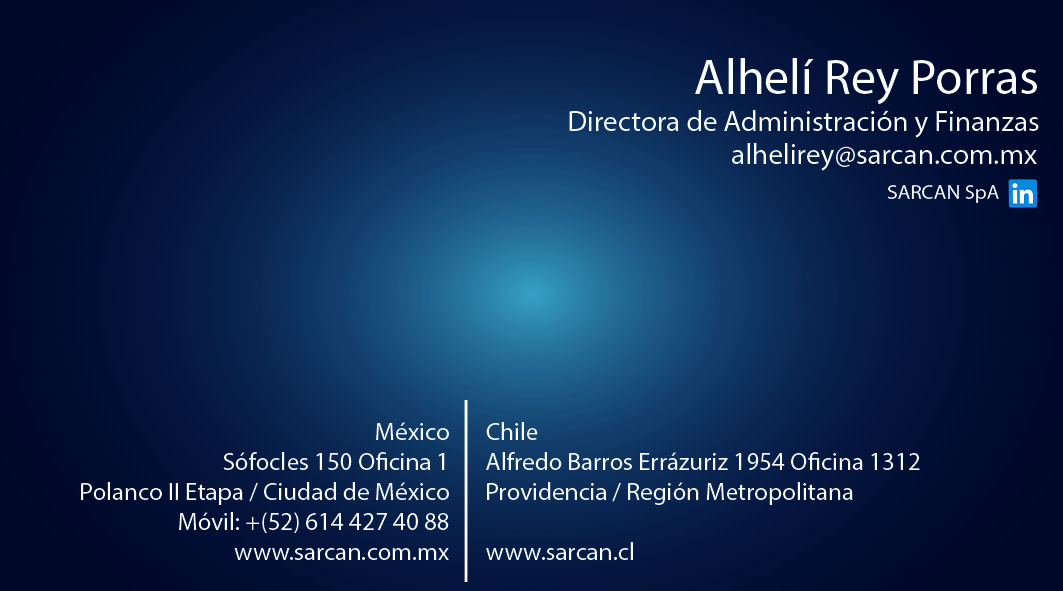 Alhelí Rey Porras
Directora de Administración y Finanzas
alhelirey@sarcan.com.mx
SARCAN SpA in
México
Sófocles 150 Oficina 1
Polanco II Etapa / Ciudad de México
Móvil: +(52) 614 427 40 88
www.sarcan.com.mx
Chile
Alfredo Barros Errázuriz 1954 Oficina 1312
Providencia / Región Metropolitana
www.sarcan.cl